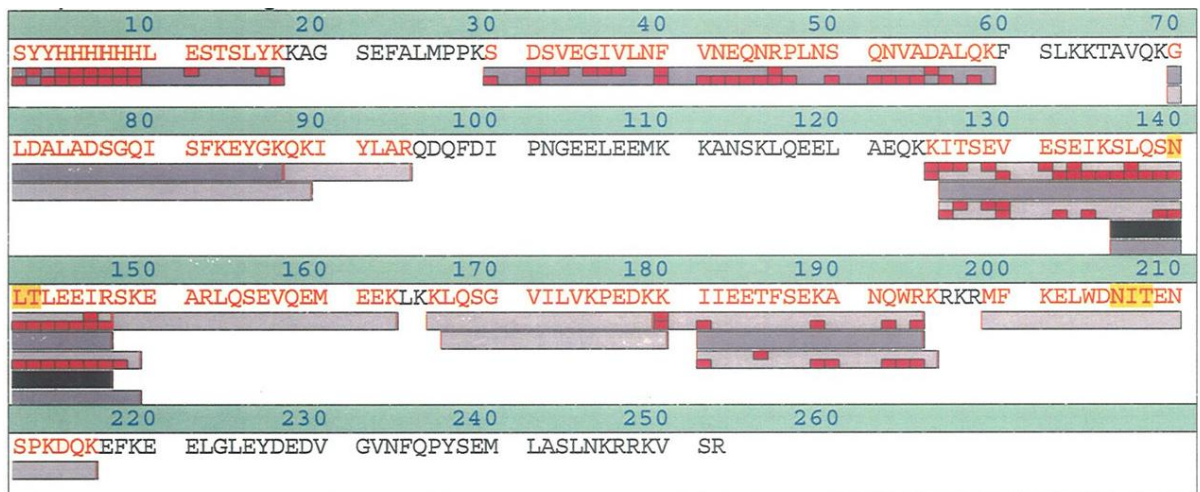 10 20 30 40 50 60 70
SYYHHHHHHL ESTSLYKKAG SEFALMPPKS DSVEGIVLNF VNEQNRPLNS QNVADALQKF SLKKTAVQKG
80 90 100 110 120 130 140
LDALADSGQI SFKEYGKQKI YLARQDQFDI PNGEELEEMK KANSKLQEEL AEQKKITSEV ESEIKSLQSN
150 160 170 180 190 200 210
LTLEEIRSKE ARLQSEVQEM EEKLKKLQSG VILVKPEDKK IIEETFSEKA NQWRKRKRMF KELWDNITEN
220 230 240 250 260
SPKDQKEFKE ELGLEYDEDV GVNFQPYSEM LASLNKRRKV SR